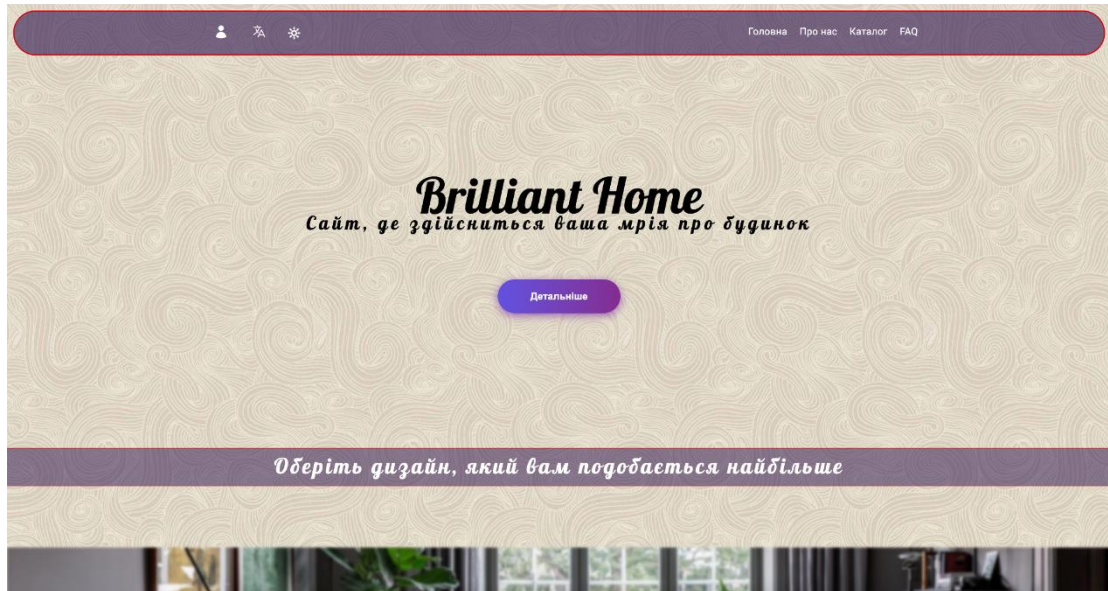 Головна Про нас Каталог FAQ
Brilliant Home
Сайт, де здійсниться ваша мрія про будинок
Детальніше
Оберіть дизайн, який вам подобається найбільше